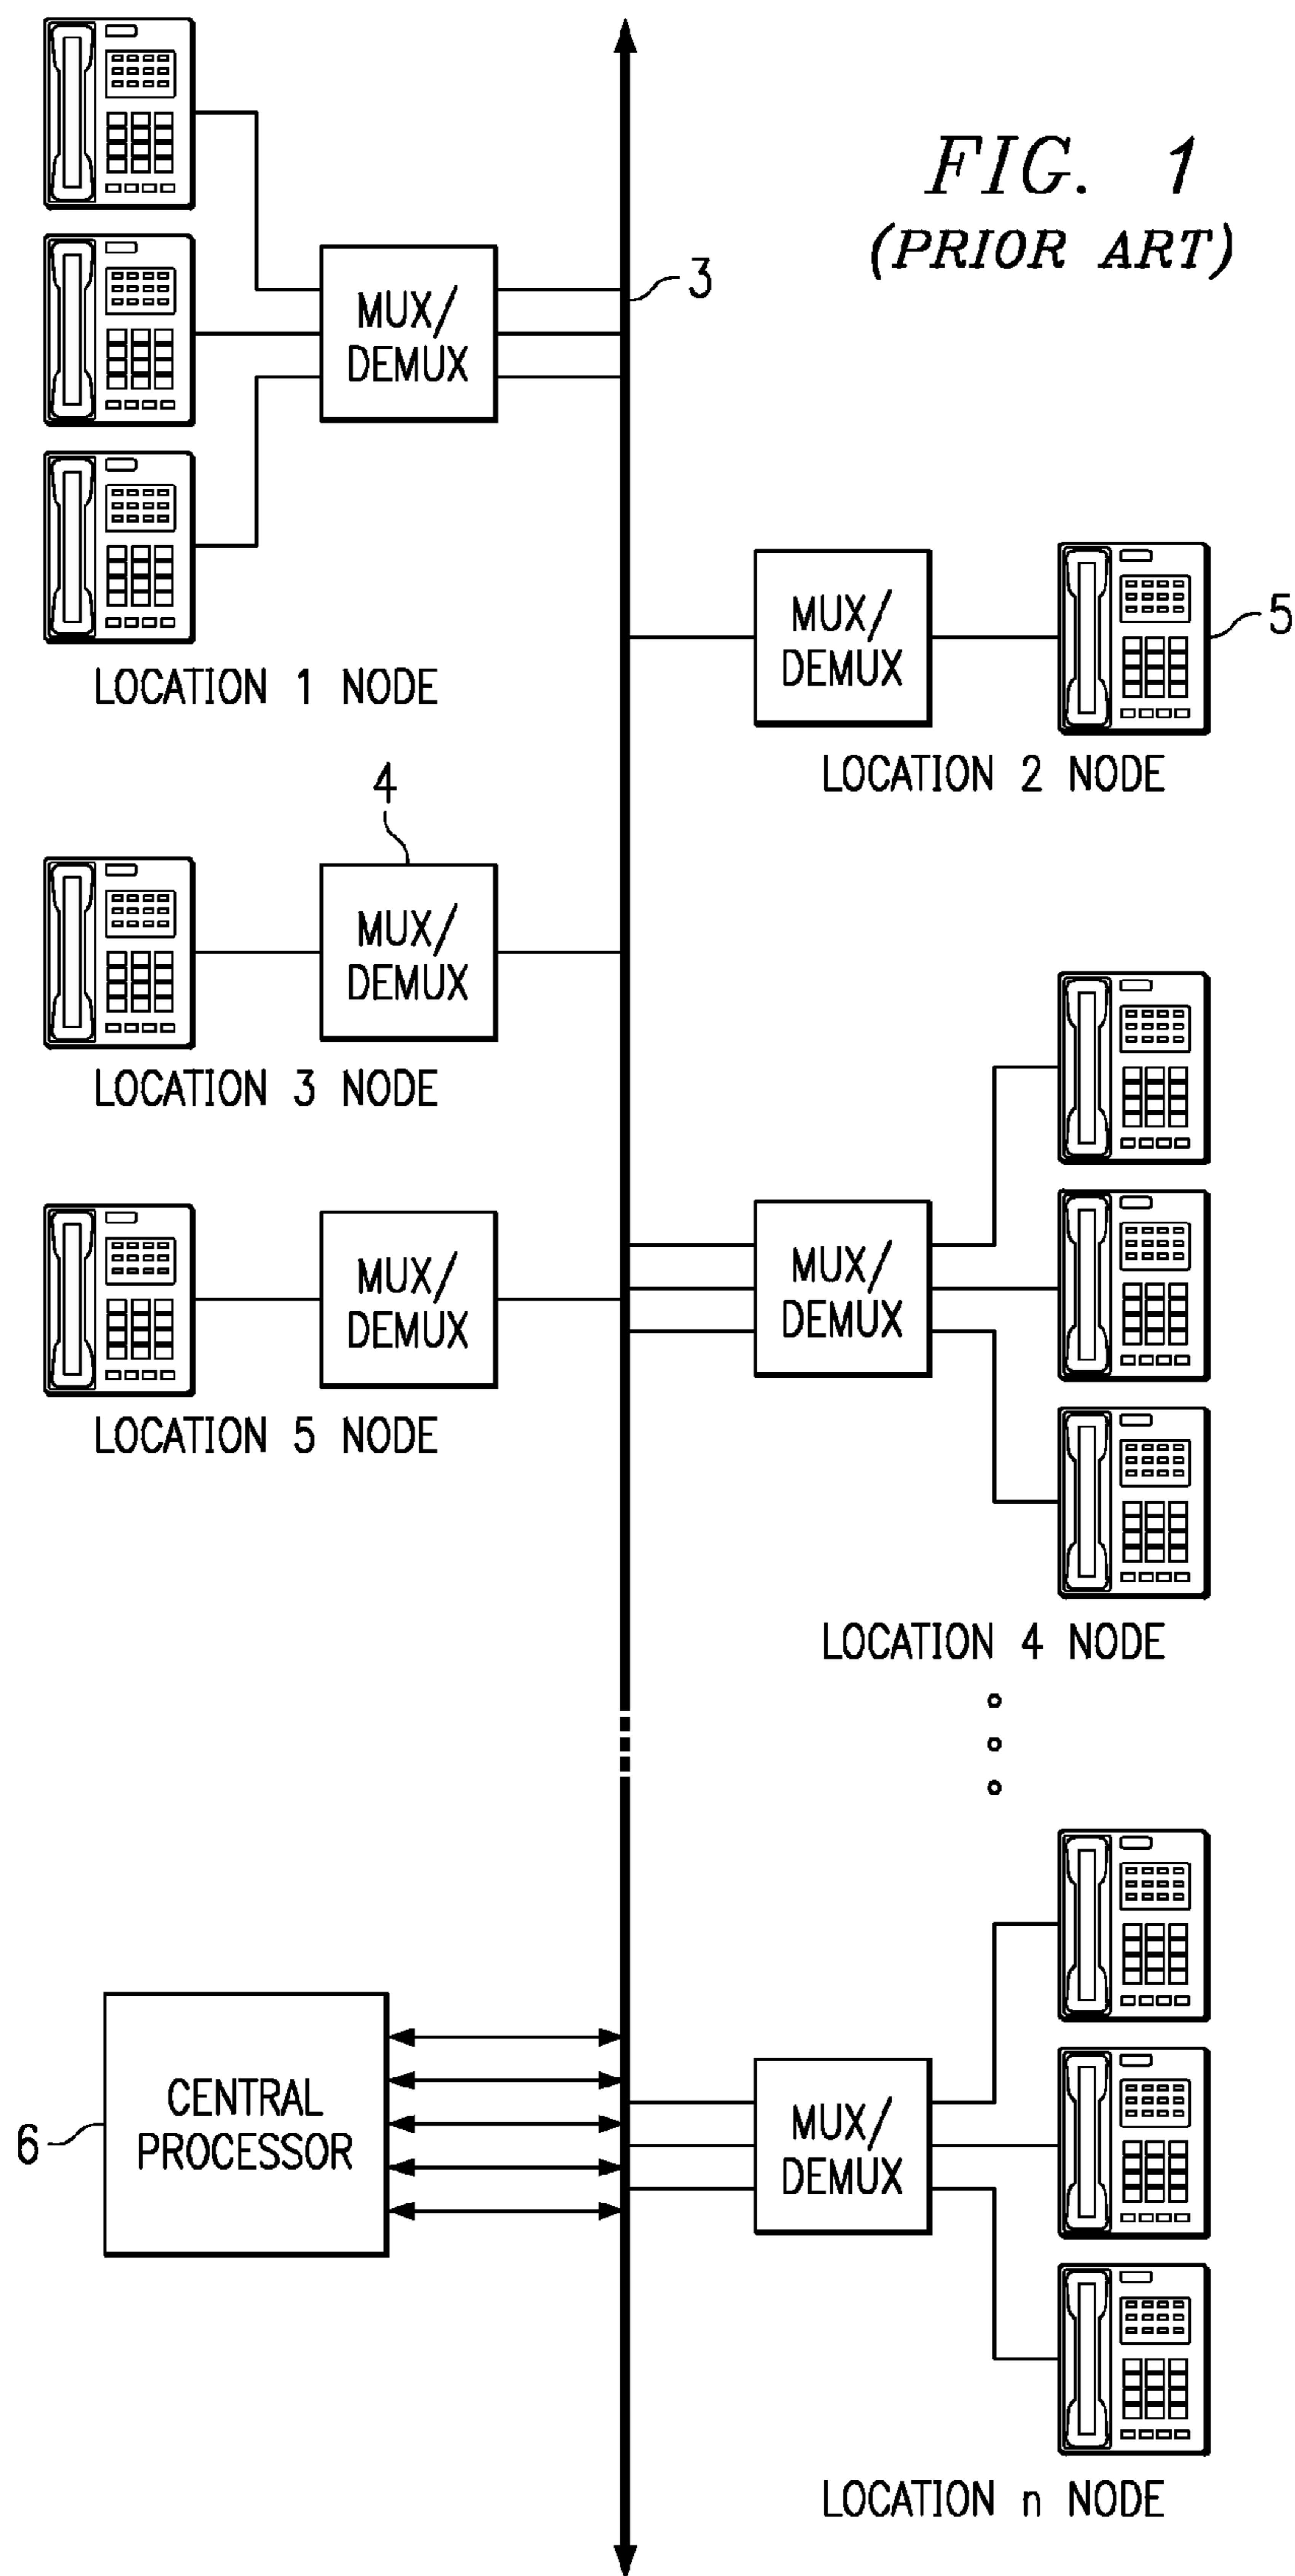 FIG. 1
(PRIOR ART)
3
MUX/
DEMUX
LOCATION 1 NODE
MUX/
DEMUX
5
LOCATION 2 NODE
4
MUX/
DEMUX
LOCATION 3 NODE
MUX/
DEMUX
LOCATION 5 NODE
MUX/
DEMUX
LOCATION 4 NODE
6
CENTRAL
PROCESSOR
MUX/
DEMUX
LOCATION n NODE